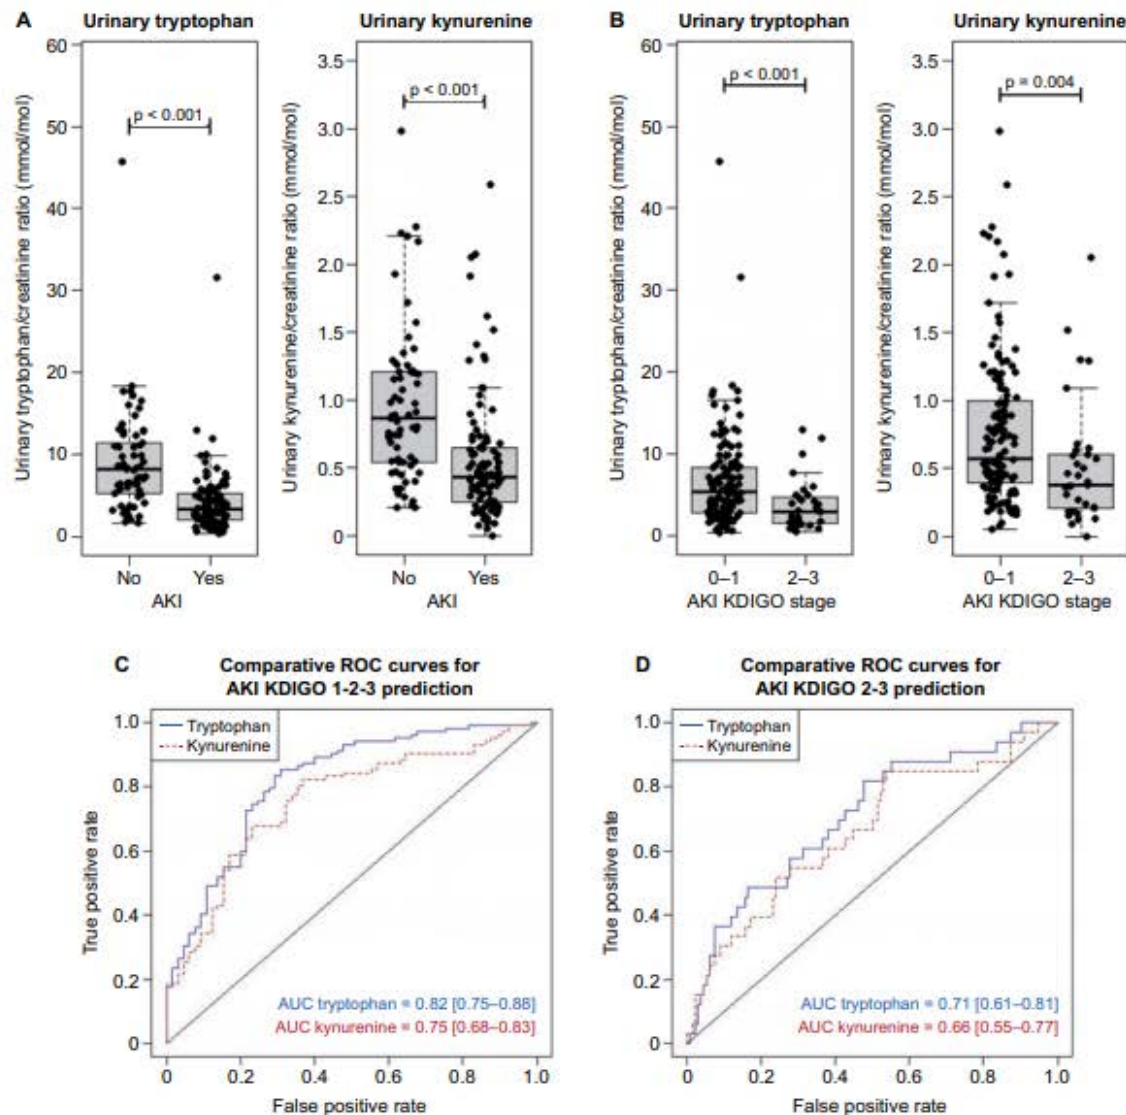 A
Urinary tryptophan
Urinary tryptophan/creatinine ratio (mmol/mol)
60
50
40
30
20
10
0
p < 0.001
No
Yes
AKI
Urinary kynurenine
Urinary kynurenine/creatinine ratio (mmol/mol)
3.5
3.0
2.5
2.0
1.5
1.0
0.5
0
p < 0.001
No
Yes
AKI
B
Urinary tryptophan
Urinary tryptophan/creatinine ratio (mmol/mol)
60
50
40
30
20
10
0
p < 0.001
0–1
2–3
AKI KDIGO stage
Urinary kynurenine
Urinary kynurenine/creatinine ratio (mmol/mol)
3.5
3.0
2.5
2.0
1.5
1.0
0.5
0
p = 0.004
0–1
2–3
AKI KDIGO stage
C
Comparative ROC curves for
AKI KDIGO 1-2-3 prediction
Tryptophan
Kynurenine
True positive rate
1.0
0.8
0.6
0.4
0.2
0
AUC tryptophan = 0.82 [0.75–0.88]
AUC kynurenine = 0.75 [0.68–0.83]
0
0.2
0.4
0.6
0.8
1.0
False positive rate
D
Comparative ROC curves for
AKI KDIGO 2-3 prediction
Tryptophan
Kynurenine
True positive rate
1.0
0.8
0.6
0.4
0.2
0
AUC tryptophan = 0.71 [0.61–0.81]
AUC kynurenine = 0.66 [0.55–0.77]
0
0.2
0.4
0.6
0.8
1.0
False positive rate